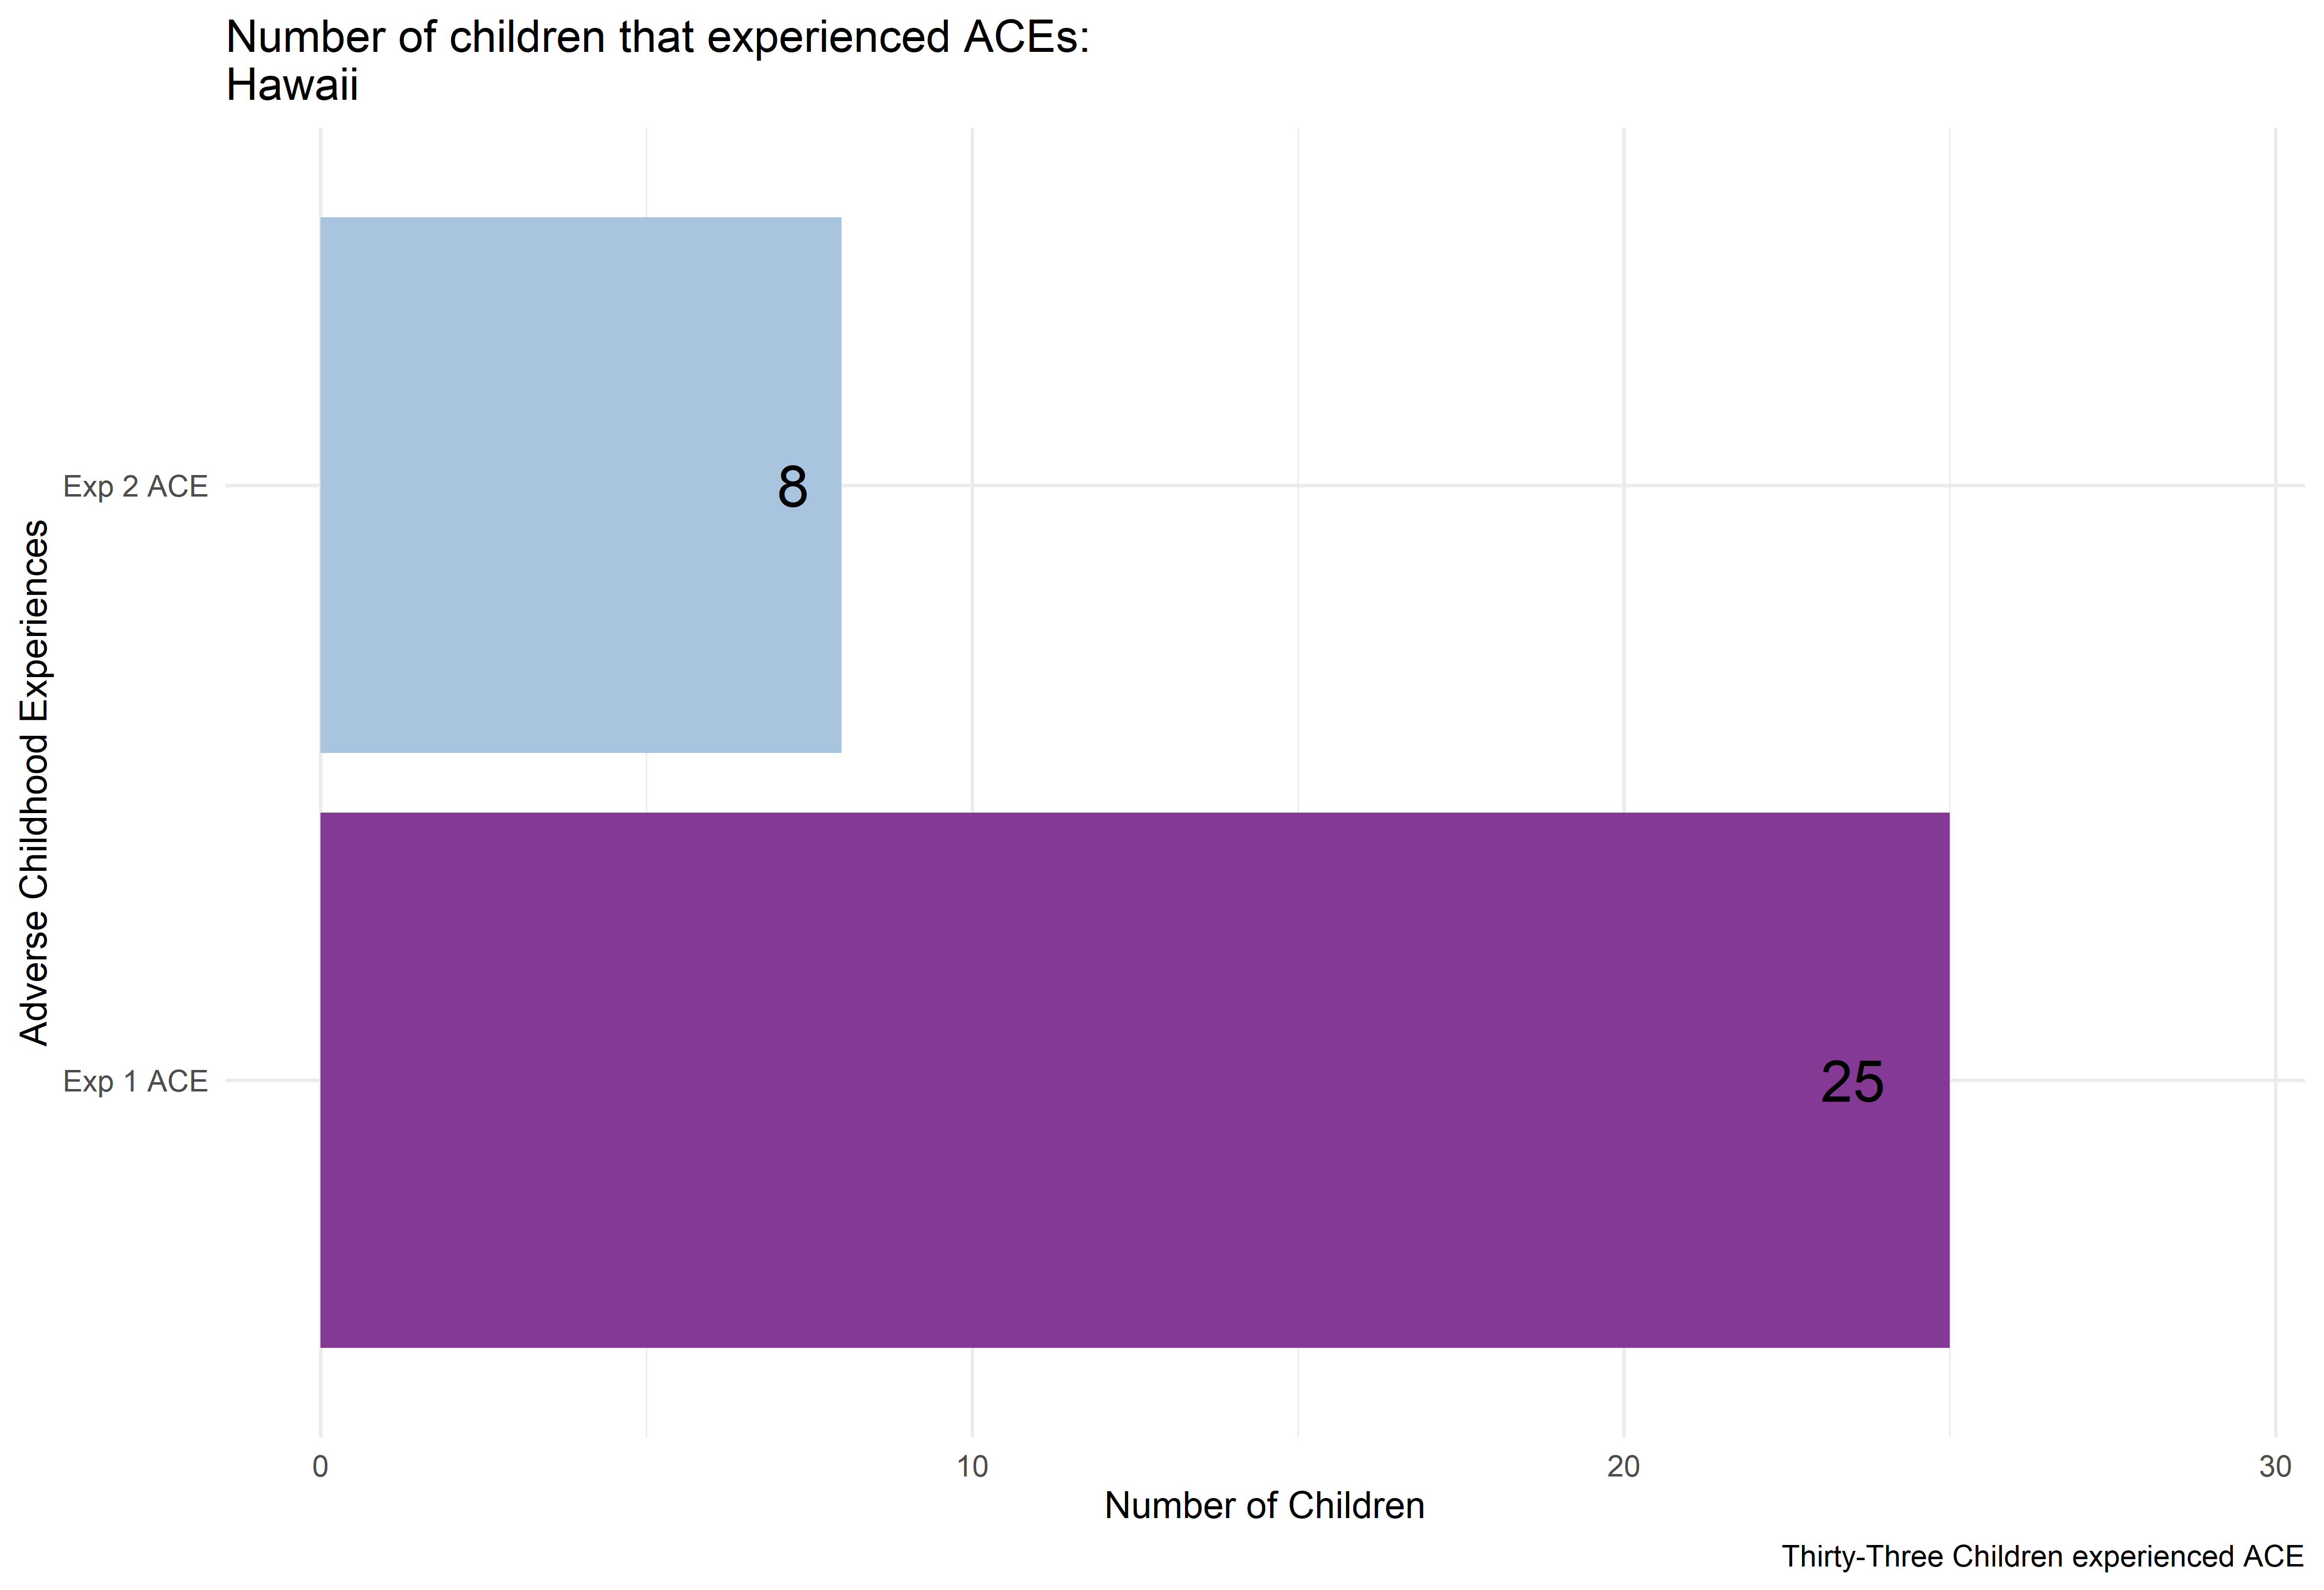 Number of children that experienced ACEs:
Hawaii
Adverse Childhood Experiences
Exp 2 ACE
8
Exp 1 ACE
25
0
10
20
30
Number of Children
Thirty-Three Children experienced ACE